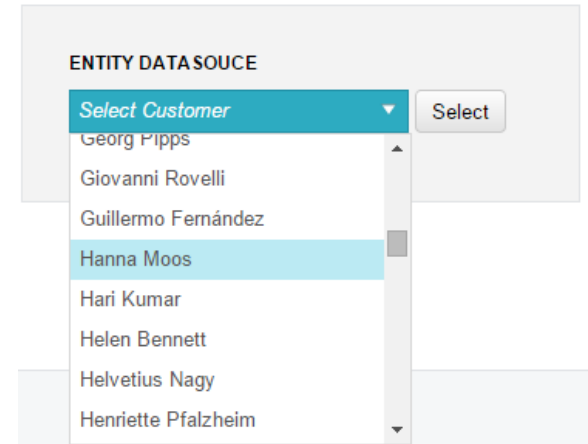 ENTITY DATASOUCE
Select Customer
Select
Georg Pipps
Giovanni Rovelli
Guillermo Fernández
Hanna Moos
Hari Kumar
Helen Bennett
Helvetius Nagy
Henriette Pfalzheim